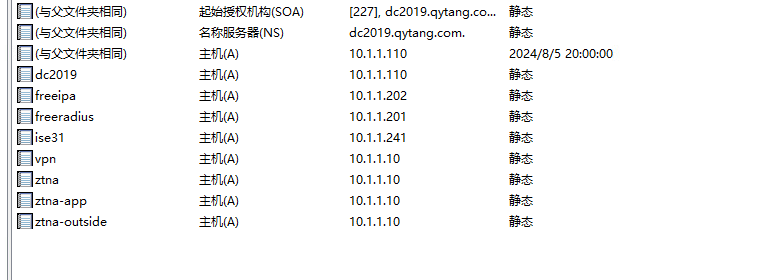 (与父文件夹相同) 起始授权机构(SOA) [227], dc2019.qytang.co... 静态
(与父文件夹相同) 名称服务器(NS) dc2019.qytang.com. 静态
(与父文件夹相同) 主机(A) 10.1.1.110 2024/8/5 20:00:00
dc2019 主机(A) 10.1.1.110 静态
freeipa 主机(A) 10.1.1.202 静态
freeradius 主机(A) 10.1.1.201 静态
ise31 主机(A) 10.1.1.241 静态
vpn 主机(A) 10.1.1.10 静态
ztna 主机(A) 10.1.1.10 静态
ztna-app 主机(A) 10.1.1.10 静态
ztna-outside 主机(A) 10.1.1.10 静态